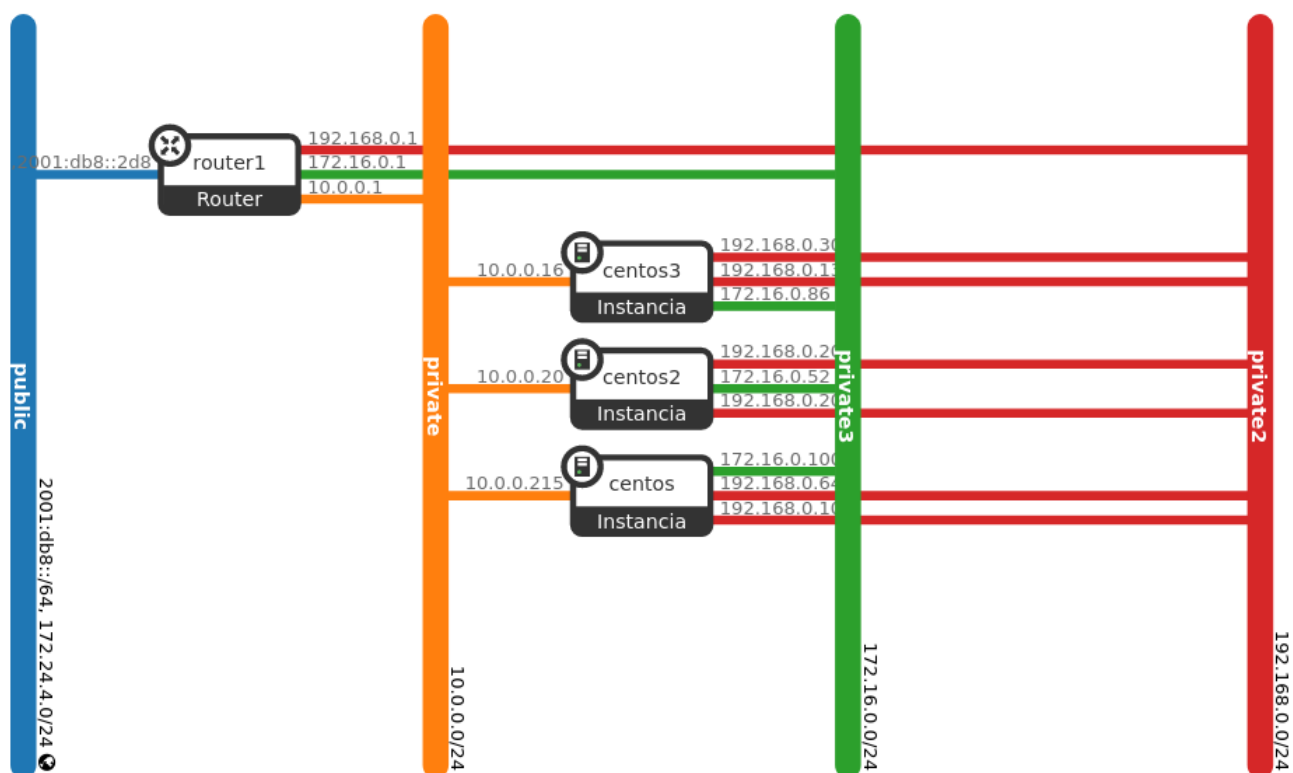 192.168.0.1
2001:db8::2d8
router1
172.16.0.1
Router
10.0.0.1
192.168.0.30
10.0.0.16
centos3
192.168.0.13
Instancia
172.16.0.86
192.168.0.20
10.0.0.20
centos2
172.16.0.52
Instancia
192.168.0.20
172.16.0.100
10.0.0.215
centos
192.168.0.64
Instancia
192.168.0.10
public
private
private3
private2
2001:db8::/64, 172.24.4.0/24
10.0.0.0/24
172.16.0.0/24
192.168.0.0/24